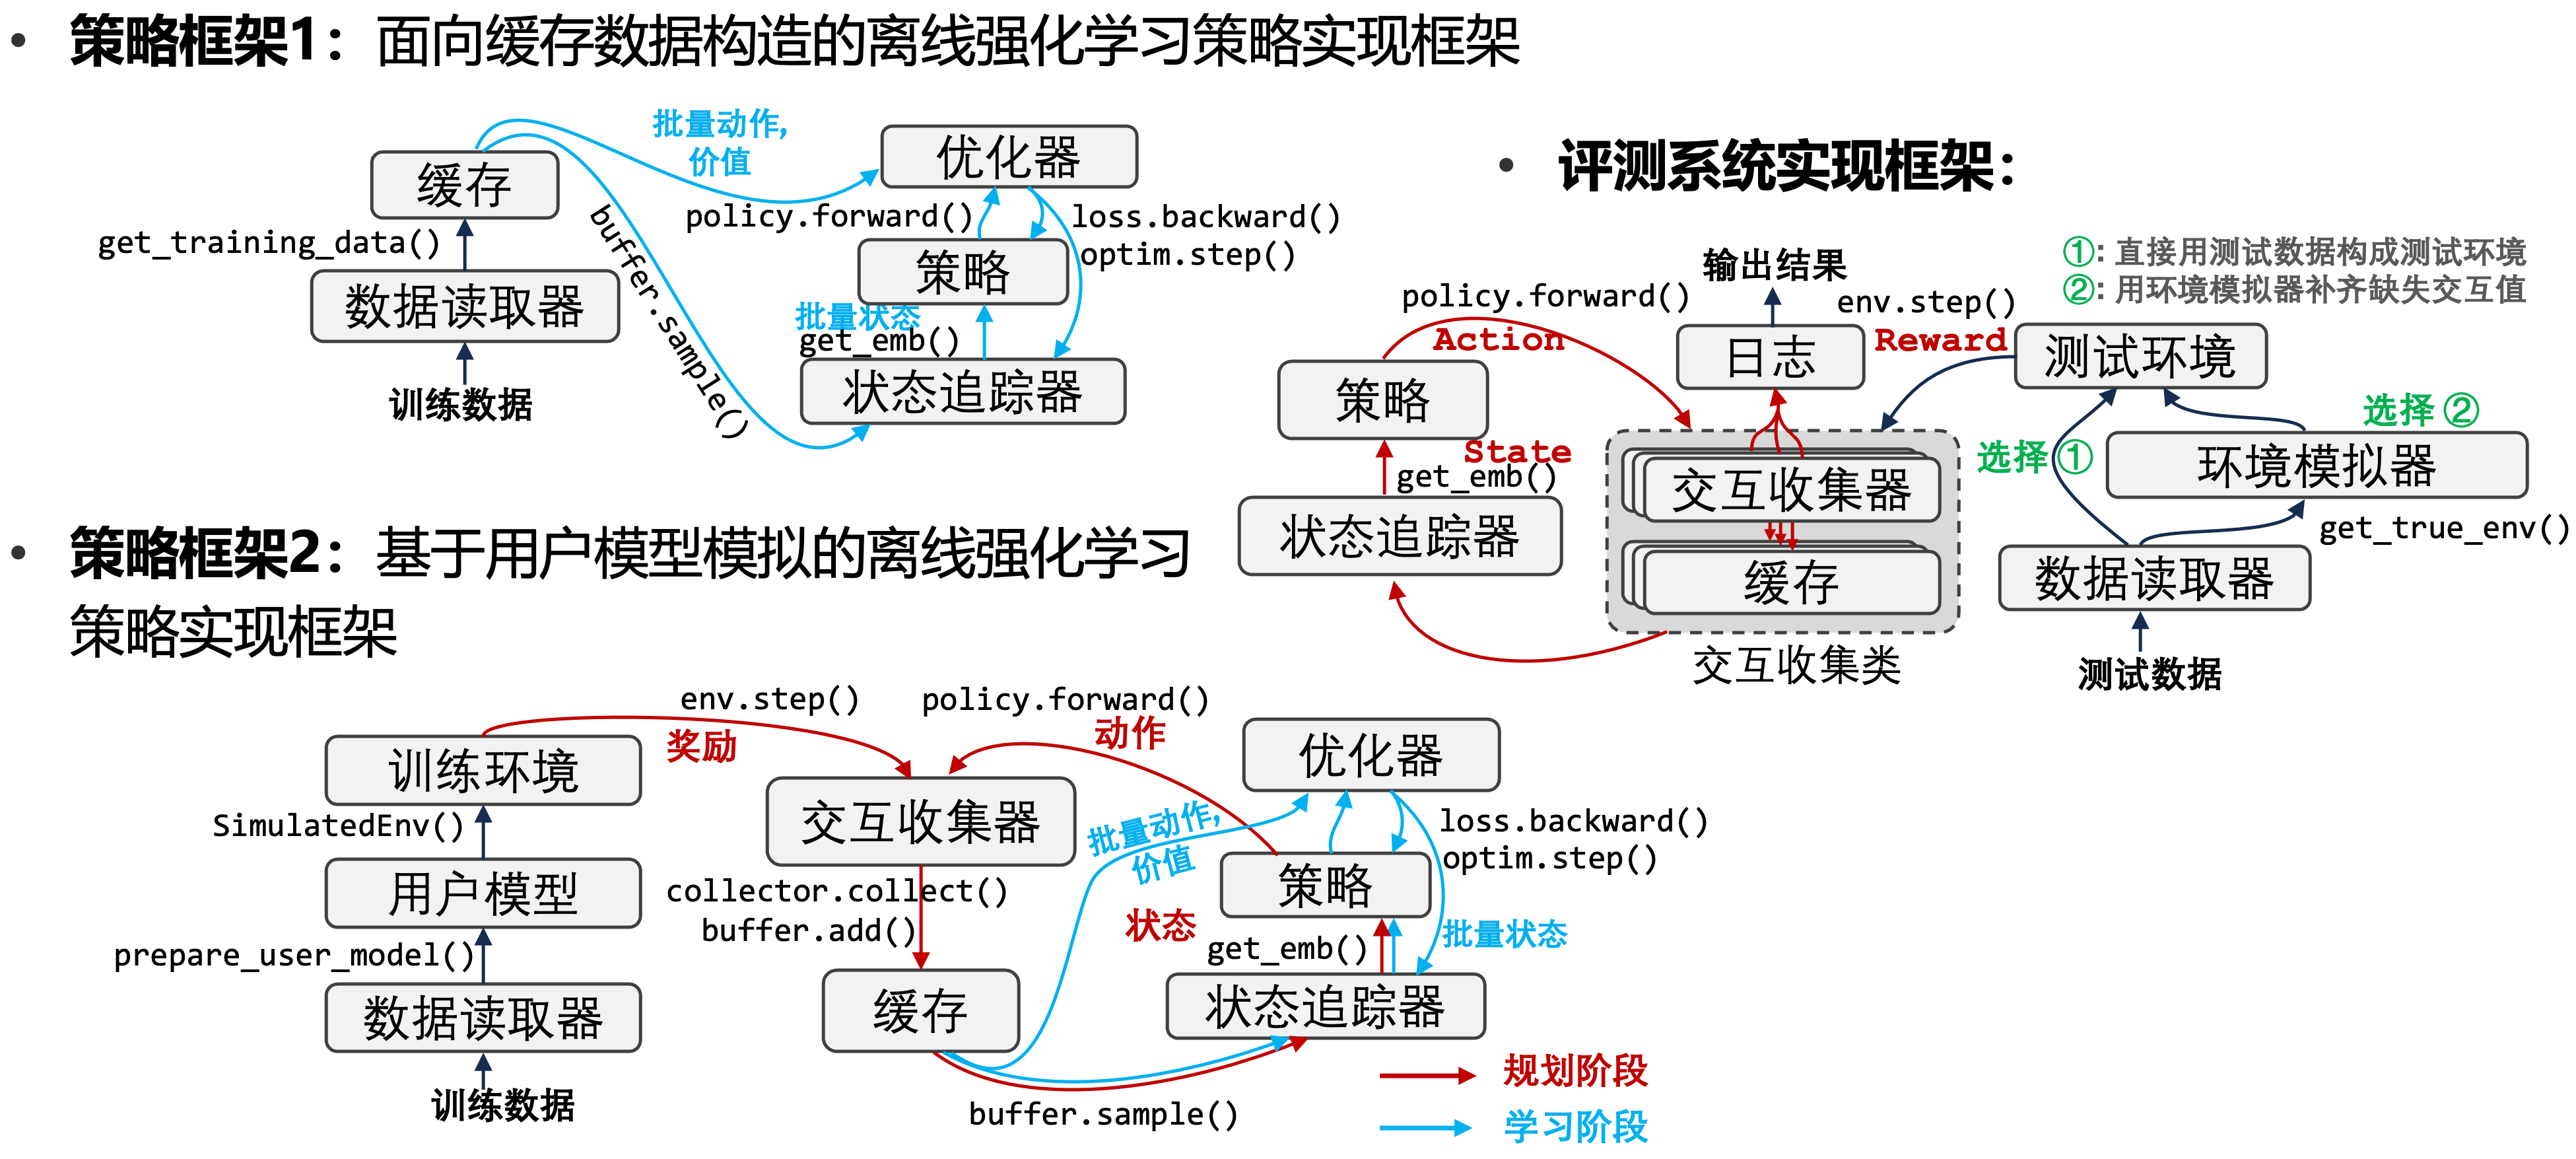 • 策略框架1：面向缓存数据构造的离线强化学习策略实现框架
批量动作,
价值
缓存
优化器
policy.forward()
loss.backward()
optim.step()
get_training_data()
buffer.sample()
策略
数据读取器
批量状态
get_emb()
状态追踪器
训练数据
• 评测系统实现框架：
①: 直接用测试数据构成测试环境
②: 用环境模拟器补齐缺失交互值
输出结果
policy.forward()
env.step()
Action
日志
Reward
测试环境
策略
选择②
State
选择①
get_emb()
交互收集器
环境模拟器
状态追踪器
get_true_env()
缓存
数据读取器
交互收集类
测试数据
• 策略框架2：基于用户模型模拟的离线强化学习
策略实现框架
env.step()
policy.forward()
奖励
动作
训练环境
优化器
SimulatedEnv()
交互收集器
批量动作,
价值
loss.backward()
optim.step()
用户模型
collector.collect()
buffer.add()
策略
状态
prepare_user_model()
get_emb()
批量状态
数据读取器
缓存
状态追踪器
训练数据
buffer.sample()
规划阶段
学习阶段